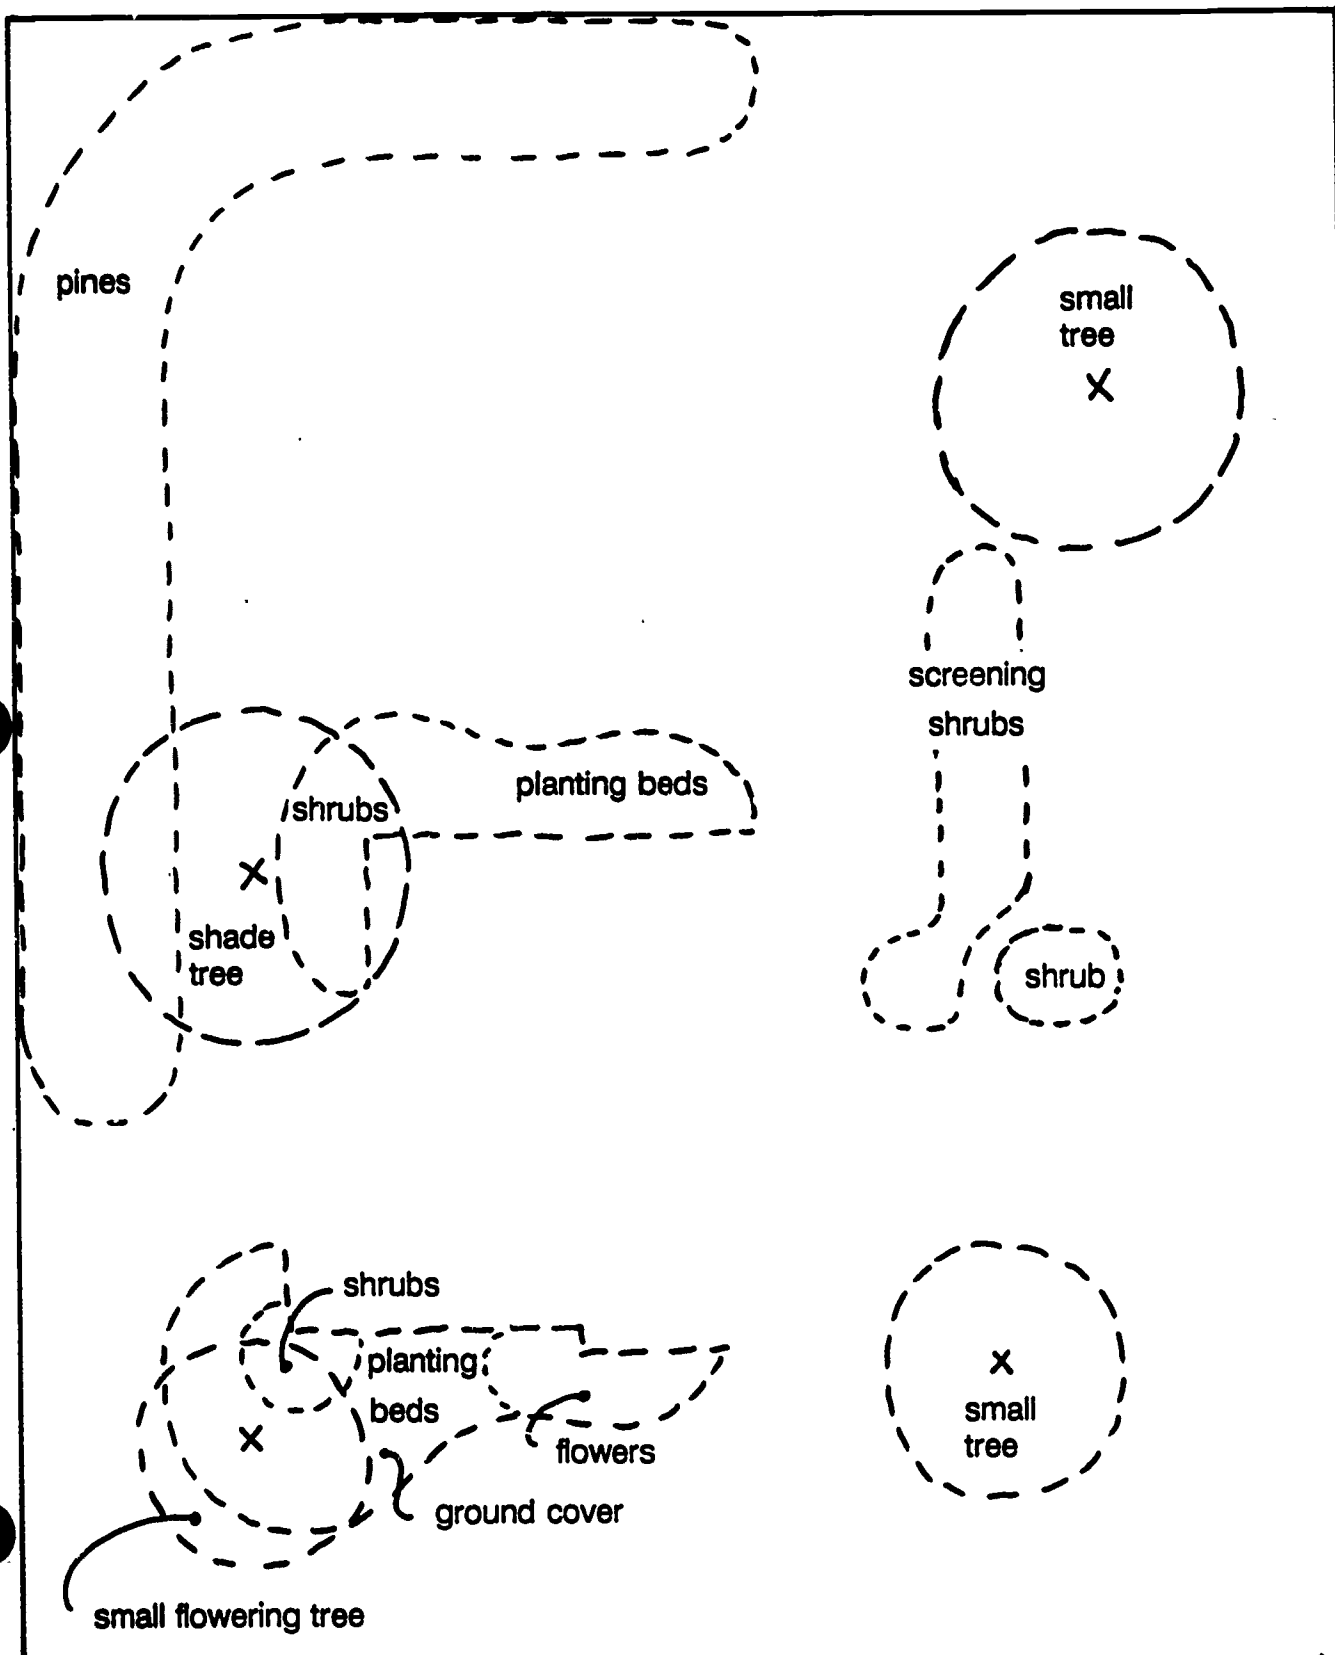 pines
small
tree
screening
shrubs
planting beds
shrubs
shade
tree
shrub
shrubs
planting
beds
flowers
ground cover
small
tree
small flowering tree